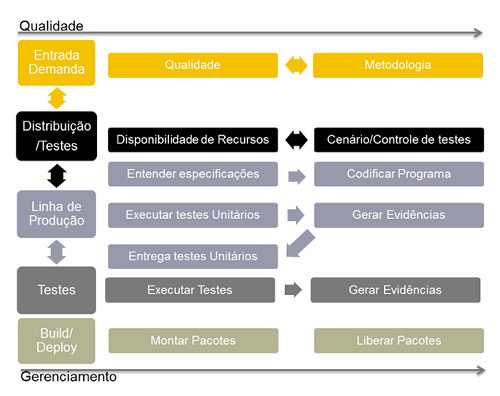 Qualidade
Entrada
Demanda
Qualidade
Metodologia
Distribuição
/Testes
Disponibilidade de Recursos
Cenário/Controle de testes
Entender especificações
Codificar Programa
Linha de
Produção
Executar testes Unitários
Gerar Evidências
Entrega testes Unitários
Testes
Executar Testes
Gerar Evidências
Build/
Deploy
Montar Pacotes
Liberar Pacotes
Gerenciamento